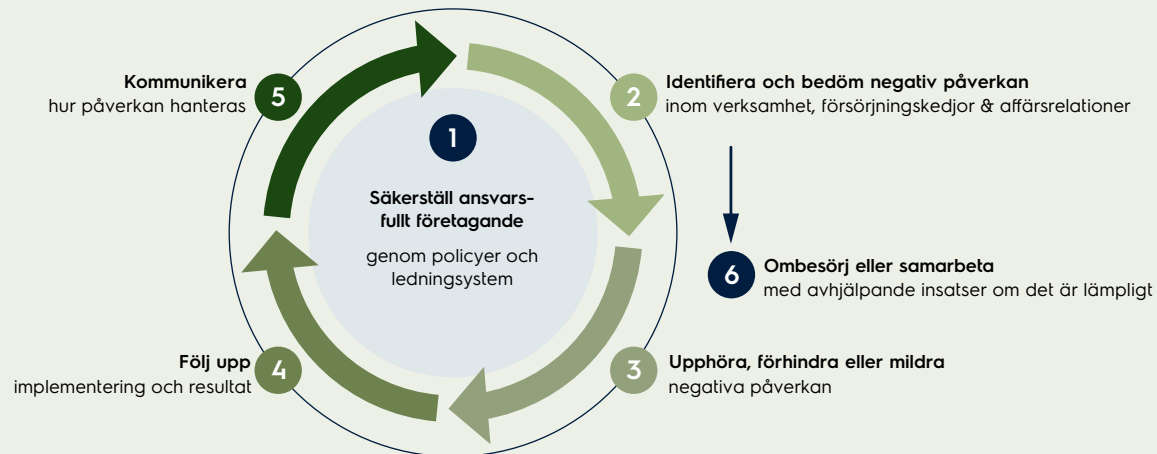 1
Säkerställ ansvars-
fullt företagande
genom policyer och
ledningsystem
2
Identifiera och bedöm negativ påverkan
inom verksamhet, försörjningskedjor & affärsrelationer
3
Upphöra, förhindra eller mildra
negativa påverkan
4
Följ upp
implementering och resultat
5
Kommunikera
hur påverkan hanteras
6
Ombesörj eller samarbeta
med avhjälpande insatser om det är lämpligt